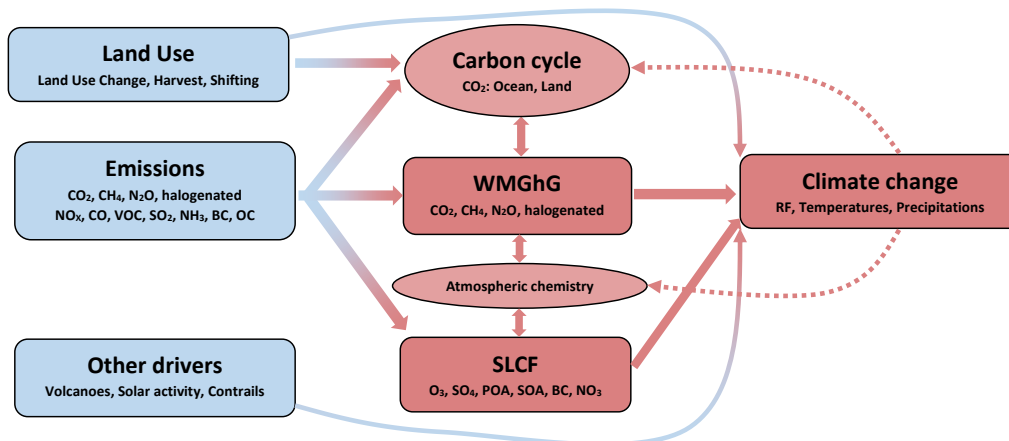 Land Use
Land Use Change, Harvest, Shifting
Emissions
CO₂, CH₄, N₂O, halogenated
NOₓ, CO, VOC, SO₂, NH₃, BC, OC
Other drivers
Volcanoes, Solar activity, Contrails
Carbon cycle
CO₂: Ocean, Land
WMGhG
CO₂, CH₄, N₂O, halogenated
Atmospheric chemistry
SLCF
O₃, SO₄, POA, SOA, BC, NO₃
Climate change
RF, Temperatures, Precipitations